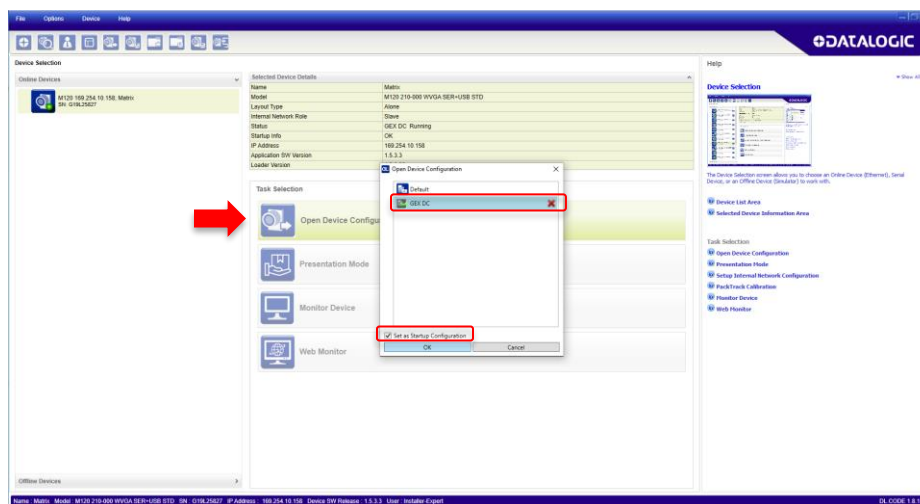 File Options Device Help
DATALOGIC
Device Selection
Online Devices
M120 169.254.10.158, Matrix
SN G19L25827
Selected Device Details
Name Matrix
Model M120 210-000 WVGA SER+USB STD
Layout Type Alone
Internal Network Role Slave
Status GEX DC Running
Startup Info OK
IP Address 169.254.10.158
Application SW Version 1.5.3.3
Loader Version
Task Selection
Open Device Configu
Presentation Mode
Monitor Device
Web Monitor
Open Device Configuration
Default
GEX DC
Set as Startup Configuration
OK Cancel
Help:
Show All
Device Selection
The Device Selection screen allows you to choose an Online Device (Ethernet), Serial
Device, or an Offline Device (Simulator) to work with.
Device List Area
Selected Device Information Area
Task Selection
Open Device Configuration
Presentation Mode
Setup Internal Network Configuration
PackTrack Calibration
Monitor Device
Web Monitor
Offline Devices
Name : Matrix Model : M120 210-000 WVGA SER+USB STD SN : G19L25827 IP Address : 169.254.10.158 Device SW Release : 1.5.3.3 User : Installer-Expert
DL.CODE 1.8.1